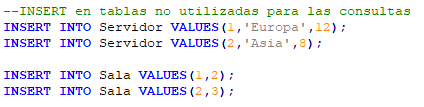 --INSERT en tablas no utilizadas para las consultas
INSERT INTO Servidor VALUES(1,'Europa',12);
INSERT INTO Servidor VALUES(2,'Asia',8);
INSERT INTO Sala VALUES(1,2);
INSERT INTO Sala VALUES(2,3);